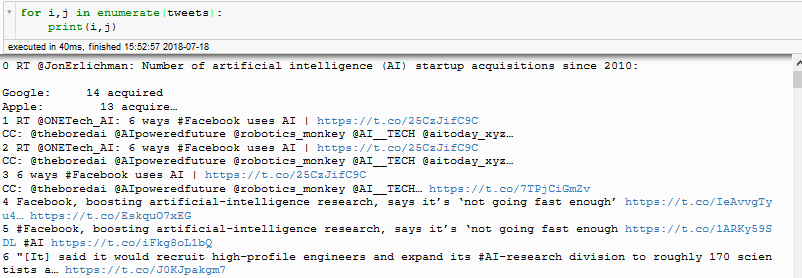 for i,j in enumerate(tweets):
    print(i,j)
executed in 40ms, finished 15:52:57 2018-07-18
0 RT @JonErlichman: Number of artificial intelligence (AI) startup acquisitions since 2010:
Google:     14 acquired
Apple:       13 acquire…
1 RT @ONETech_AI: 6 ways #Facebook uses AI | https://t.co/25CzJifC9C
CC: @theboredai @AIpoweredfuture @robotics_monkey @AI__TECH @aitoday_xyz…
2 RT @ONETech_AI: 6 ways #Facebook uses AI | https://t.co/25CzJifC9C
CC: @theboredai @AIpoweredfuture @robotics_monkey @AI__TECH @aitoday_xyz…
3 6 ways #Facebook uses AI | https://t.co/25CzJifC9C
CC: @theboredai @AIpoweredfuture @robotics_monkey @AI__TECH… https://t.co/7TPjCiGmZv
4 Facebook, boosting artificial-intelligence research, says it’s ‘not going fast enough’ https://t.co/IeAvvgTy
u4… https://t.co/EskquO7xEG
5 #Facebook, boosting artificial-intelligence research, says it’s ‘not going fast enough https://t.co/1ARKy59S
DL #AI https://t.co/iFkg8oL1bQ
6 "[It] said it would recruit high-profile engineers and expand its #AI-research division to roughly 170 scien
tists a… https://t.co/J0KJpakgm7